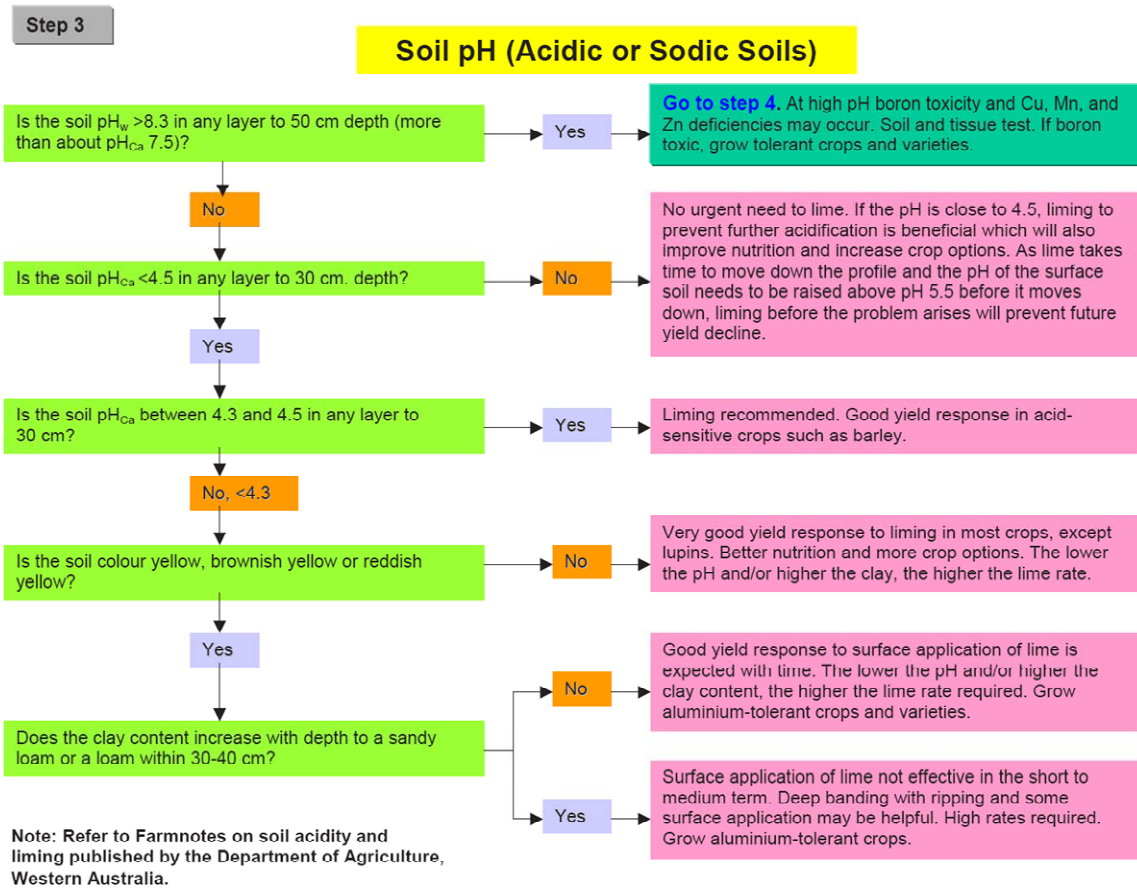 Step 3
Soil pH (Acidic or Sodic Soils)
Is the soil pHw >8.3 in any layer to 50 cm depth (more
than about pHCa 7.5)?
Yes
Go to step 4. At high pH boron toxicity and Cu, Mn, and
Zn deficiencies may occur. Soil and tissue test. If boron
toxic, grow tolerant crops and varieties.
No
Is the soil pHCa <4.5 in any layer to 30 cm. depth?
No
No urgent need to lime. If the pH is close to 4.5, liming to
prevent further acidification is beneficial which will also
improve nutrition and increase crop options. As lime takes
time to move down the profile and the pH of the surface
soil needs to be raised above pH 5.5 before it moves
down, liming before the problem arises will prevent future
yield decline.
Yes
Is the soil pHCa between 4.3 and 4.5 in any layer to
30 cm?
Yes
Liming recommended. Good yield response in acid-
sensitive crops such as barley.
No, <4.3
Is the soil colour yellow, brownish yellow or reddish
yellow?
No
Very good yield response to liming in most crops, except
lupins. Better nutrition and more crop options. The lower
the pH and/or higher the clay, the higher the lime rate.
Yes
Does the clay content increase with depth to a sandy
loam or a loam within 30-40 cm?
No
Good yield response to surface application of lime is
expected with time. The lower the pH and/or higher the
clay content, the higher the lime rate required. Grow
aluminium-tolerant crops and varieties.
Yes
Surface application of lime not effective in the short to
medium term. Deep banding with ripping and some
surface application may be helpful. High rates required.
Grow aluminium-tolerant crops.
Note: Refer to Farmnotes on soil acidity and
liming published by the Department of Agriculture,
Western Australia.